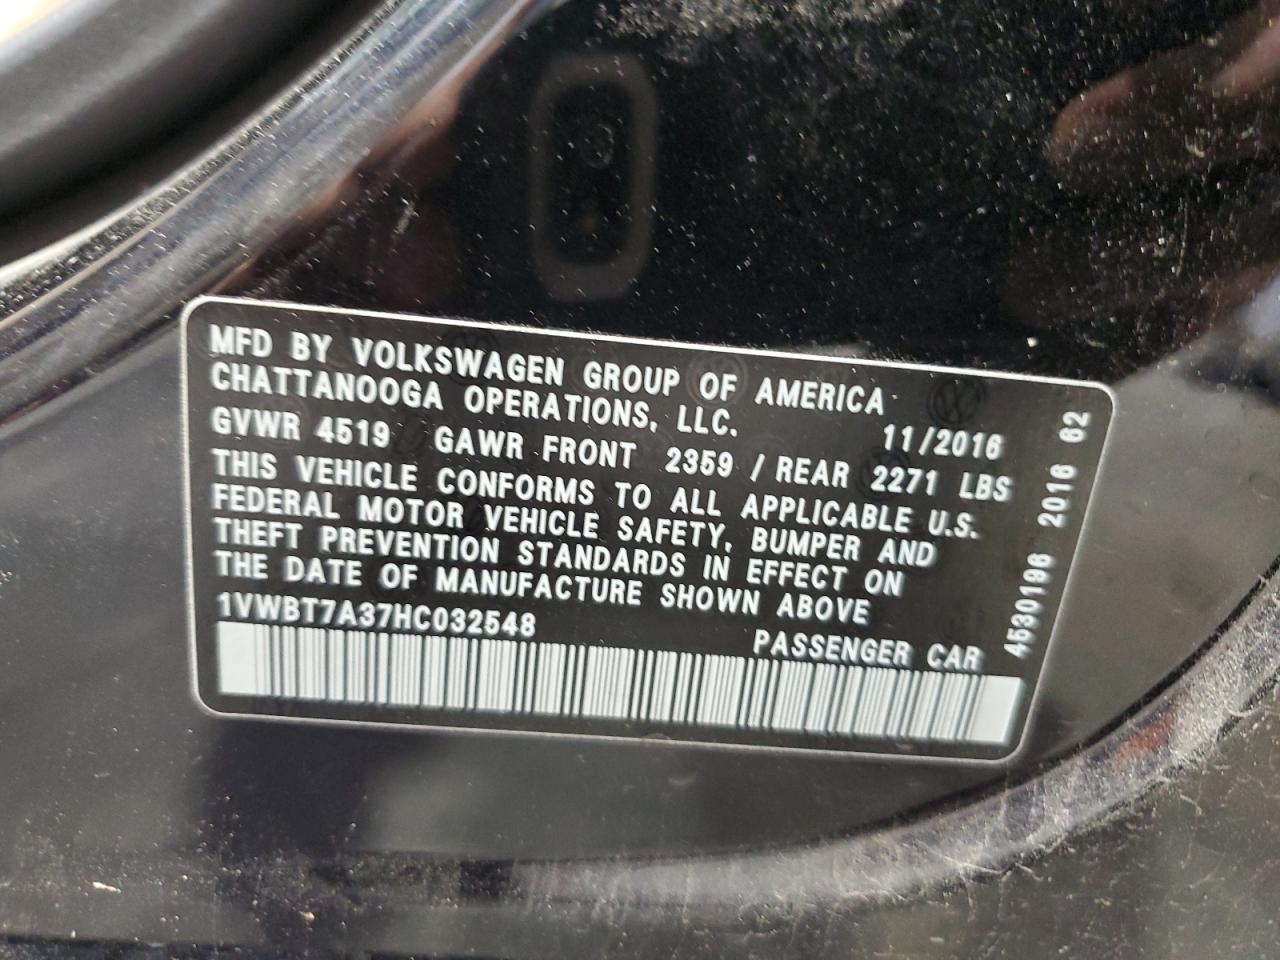 MFD BY VOLKSWAGEN GROUP OF AMERICA
CHATTANOOGA OPERATIONS, LLC. 11/2016
GVWR 4519 GAWR FRONT 2359 / REAR 2271 LBS
THIS VEHICLE CONFORMS TO ALL APPLICABLE U.S.
FEDERAL MOTOR VEHICLE SAFETY, BUMPER AND
THEFT PREVENTION STANDARDS IN EFFECT ON
THE DATE OF MANUFACTURE SHOWN ABOVE
1VWBT7A37HC032548 PASSENGER CAR
4530196 2016 62